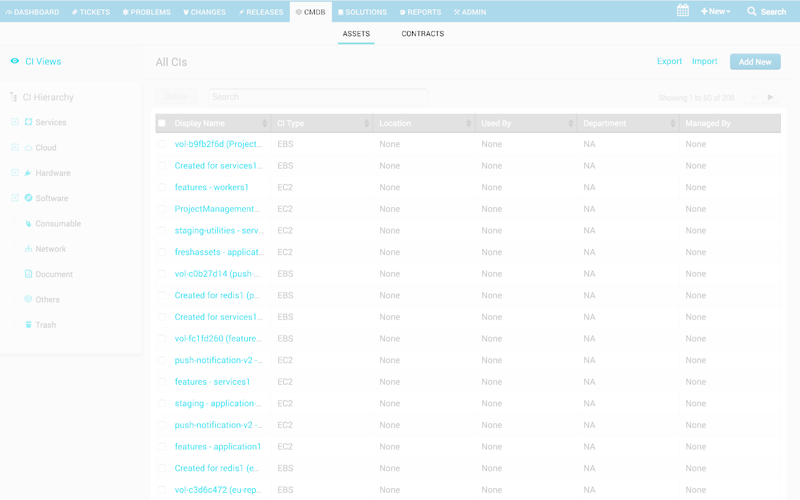 DASHBOARD TICKETS PROBLEMS CHANGES RELEASES CMDB SOLUTIONS REPORTS ADMIN New Search
ASSETS CONTRACTS
CI Views
All CIs
Export Import Add New
CI Hierarchy
Search
Showing 1 to 50 of 206
Display Name CI Type Location Used By Department Managed By
Services
Cloud
Hardware
Software
Consumable
Network
Document
Others
Trash
vol-b9fb2f6d (Project... EBS None None NA None
Created for services1... EBS None None NA None
features - workers1 EC2 None None NA None
ProjectManagement... EC2 None None NA None
staging-utilities - serv... EC2 None None NA None
freshassets - applicat... EC2 None None NA None
vol-c0b27d14 (push-... EBS None None NA None
Created for redis1 (p... EBS None None NA None
Created for services1... EBS None None NA None
vol-fc1fd260 (feature... EBS None None NA None
push-notification-v2 -... EC2 None None NA None
features - services1 EC2 None None NA None
staging - application-... EC2 None None NA None
push-notification-v2 -... EC2 None None NA None
features - application1 EC2 None None NA None
Created for redis1 (e... EBS None None NA None
vol-c3d6c472 (eu-rep... EBS None None NA None